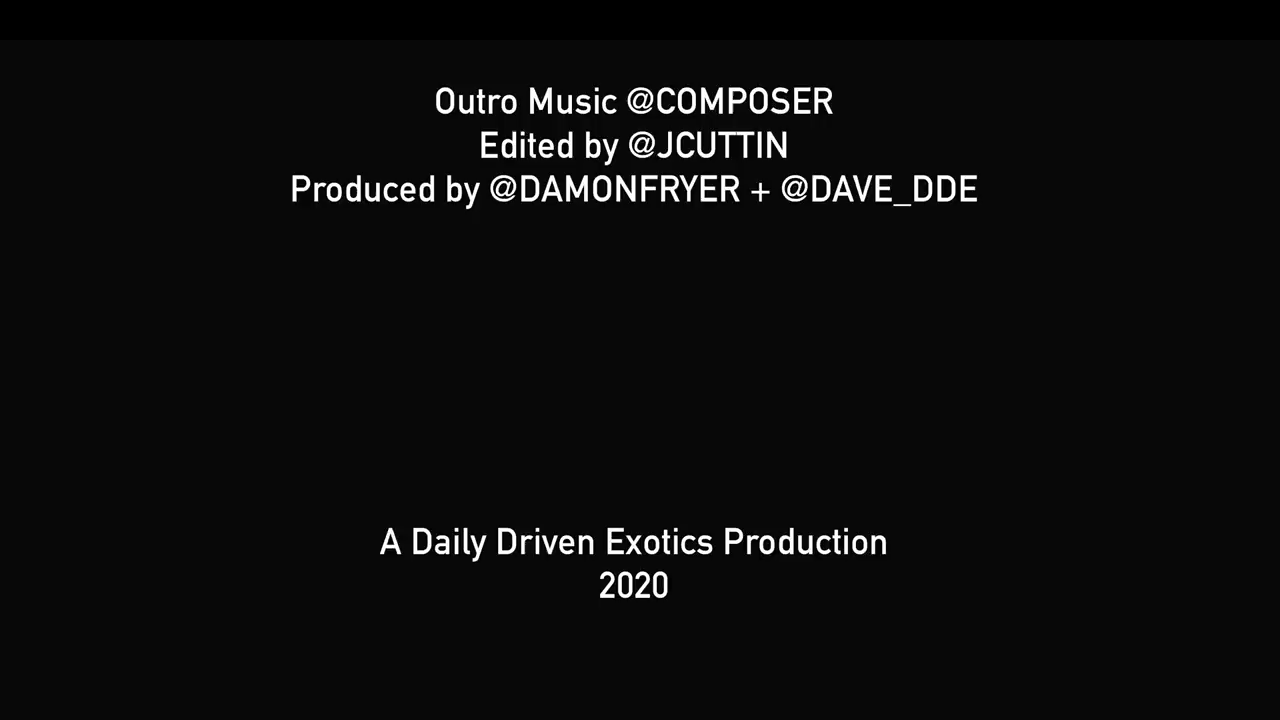 Outro Music @COMPOSER
Edited by @JCUTTIN
Produced by @DAMONFRYER + @DAVE_DDE
A Daily Driven Exotics Production
2020